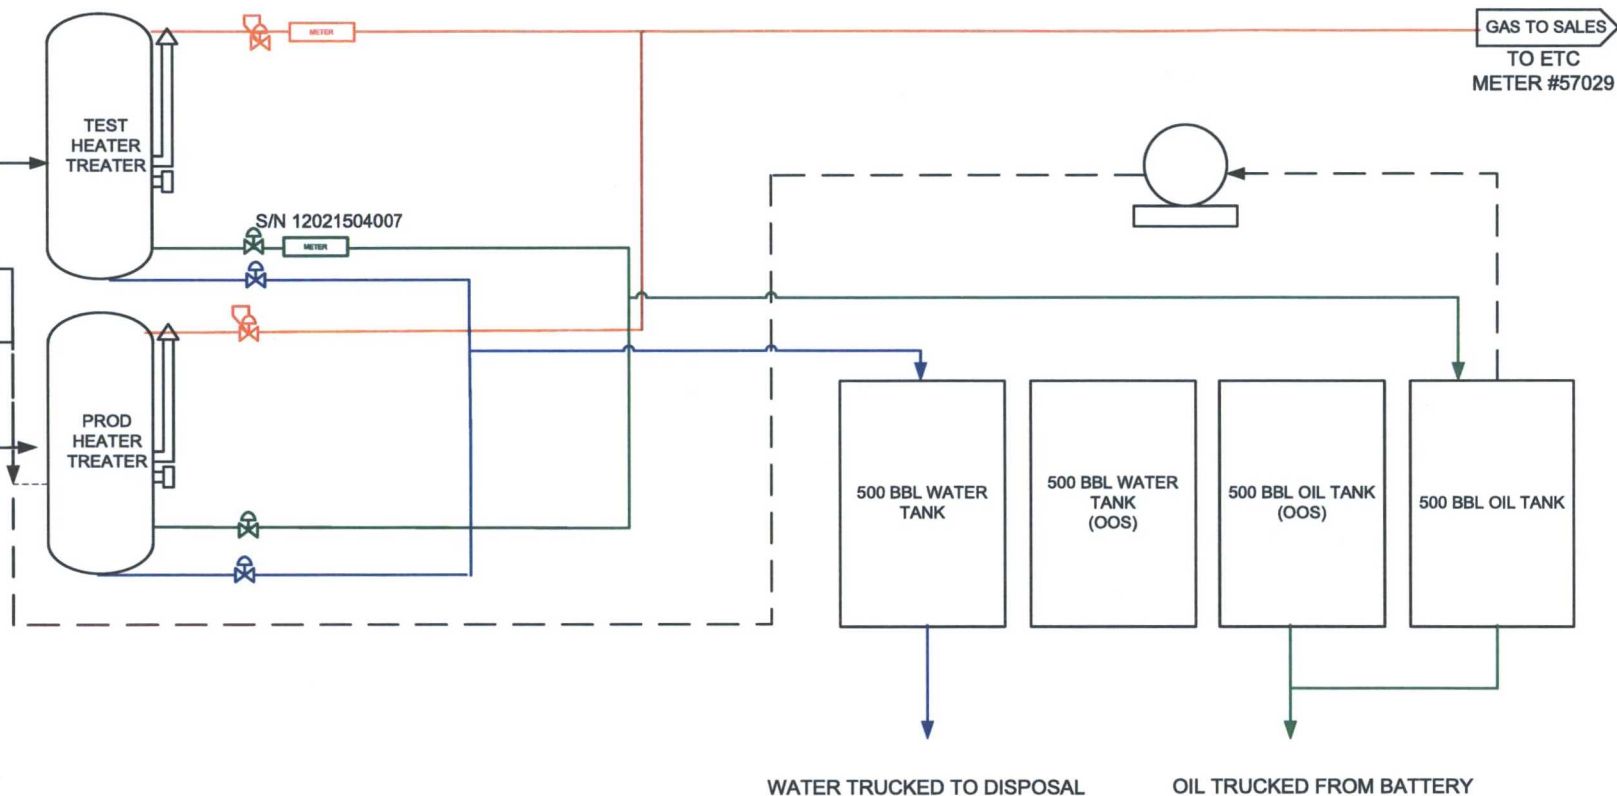 METER
GAS TO SALES
TO ETC
METER #57029
TEST
HEATER
TREATER
S/N 12021504007
METER
PROD
HEATER
TREATER
500 BBL WATER
TANK
500 BBL WATER
TANK
(OOS)
500 BBL OIL TANK
(OOS)
500 BBL OIL TANK
WATER TRUCKED TO DISPOSAL
OIL TRUCKED FROM BATTERY